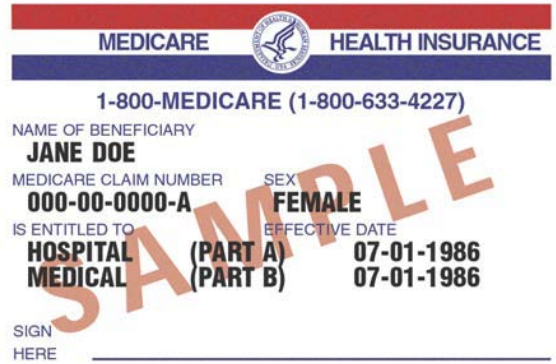 MEDICARE HEALTH INSURANCE
1-800-MEDICARE (1-800-633-4227)
NAME OF BENEFICIARY
JANE DOE
MEDICARE CLAIM NUMBER SEX
000-00-0000-A FEMALE
IS ENTITLED TO EFFECTIVE DATE
HOSPITAL (PART A) 07-01-1986
MEDICAL (PART B) 07-01-1986
SIGN
HERE
SAMPLE